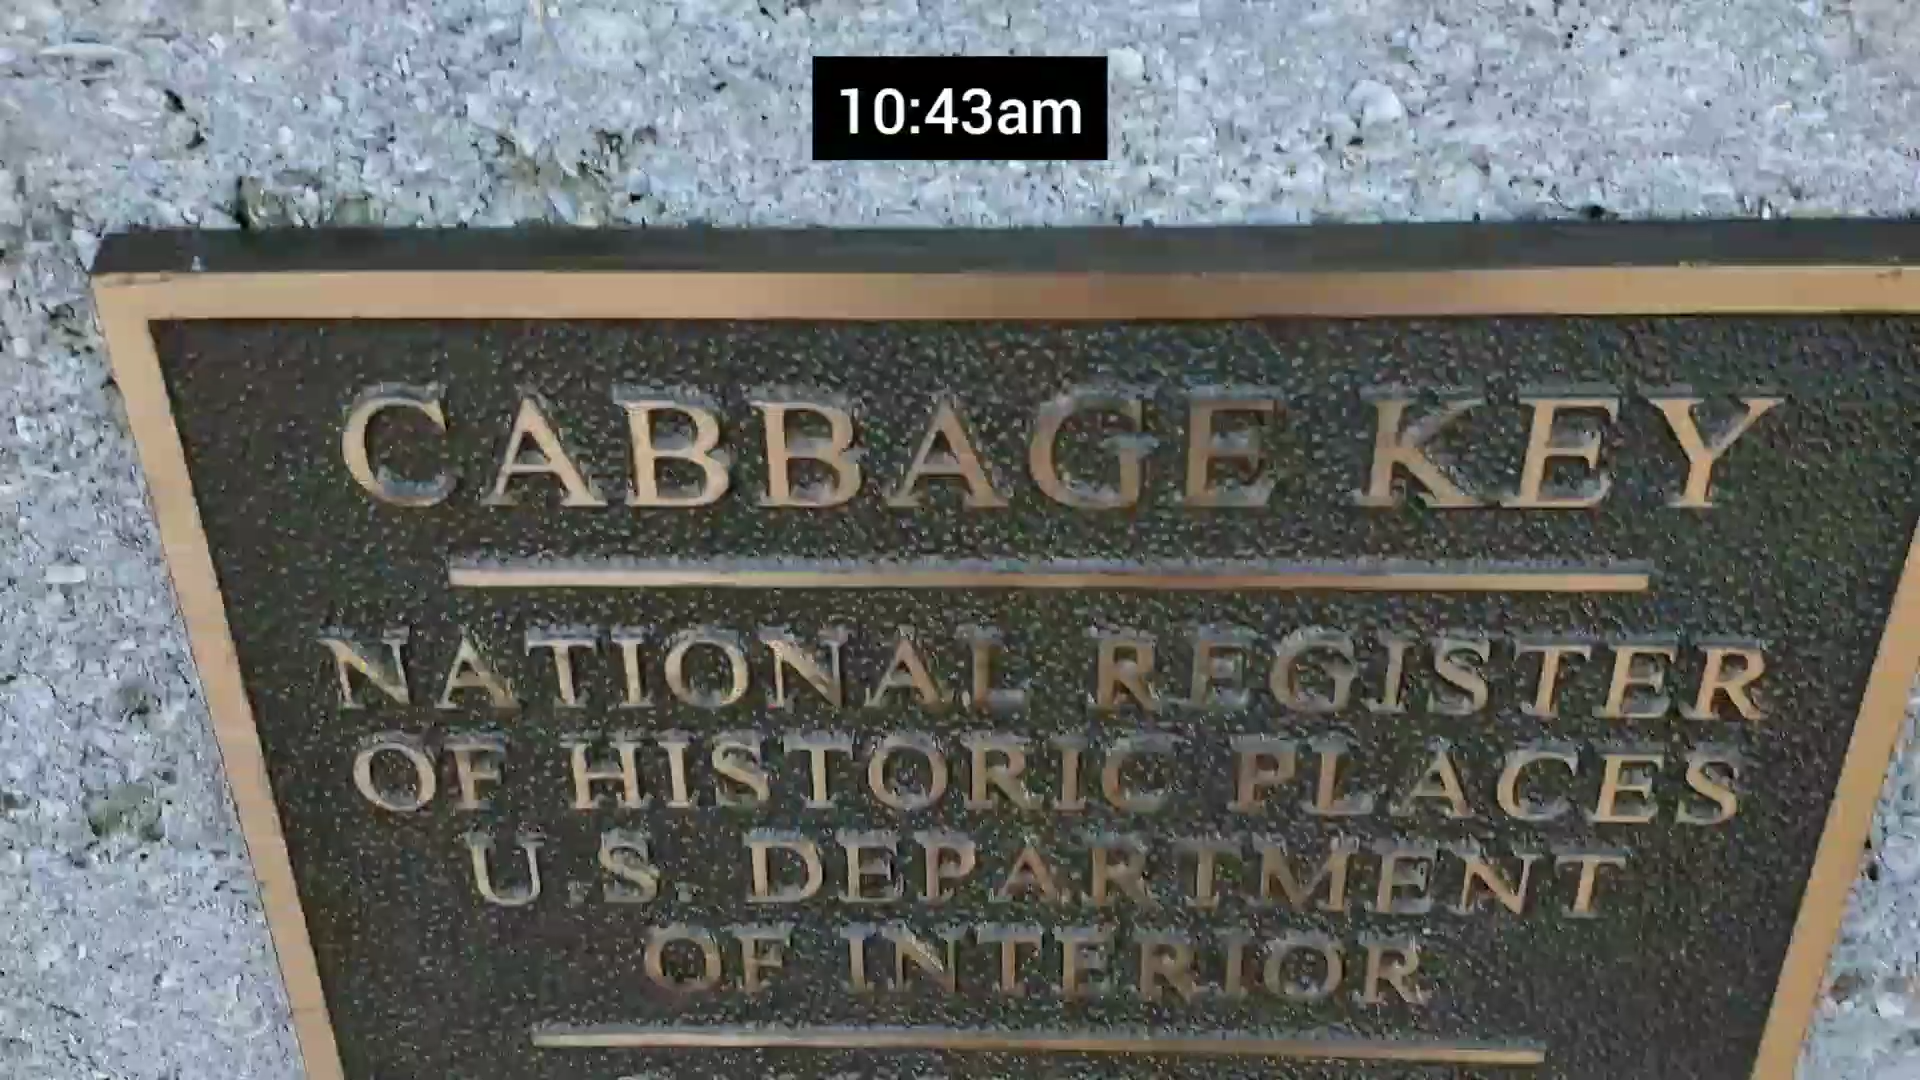 10:43am
CABBAGE KEY
NATIONAL REGISTER
OF HISTORIC PLACES
U.S. DEPARTMENT
OF INTERIOR